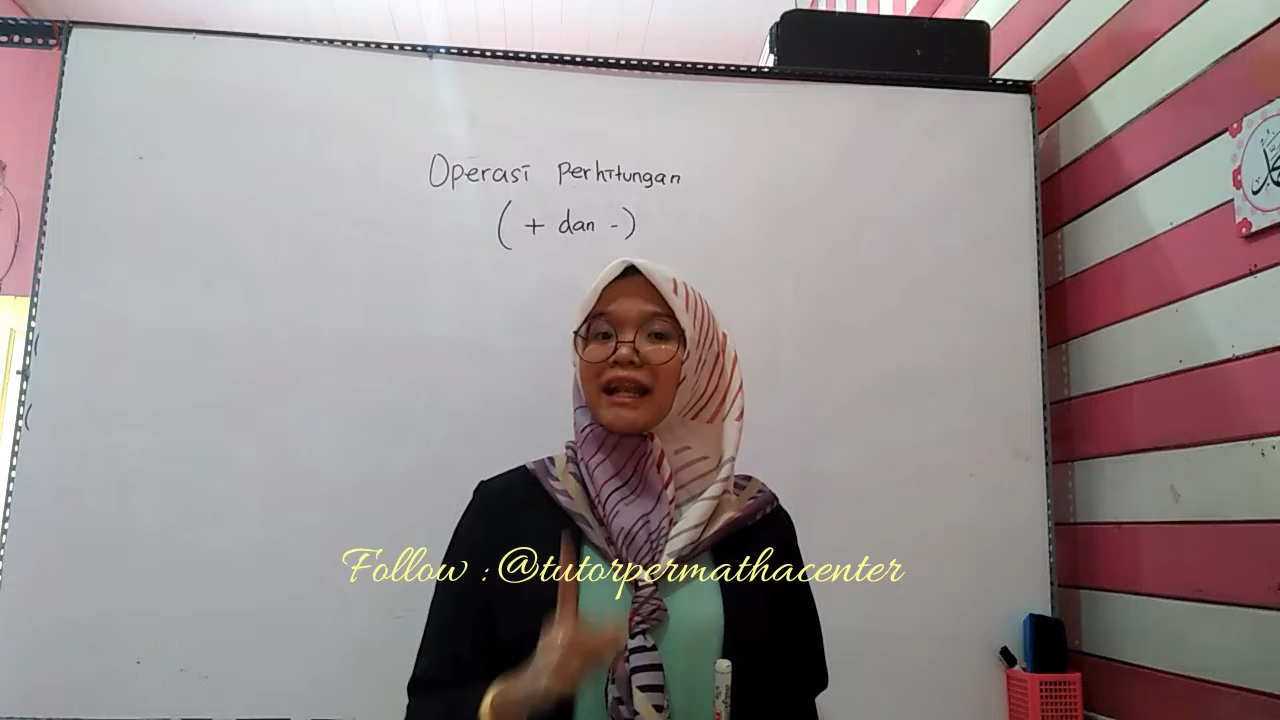 Operasi Perhitungan
( + dan - )
Follow : @tutorpermathacenter